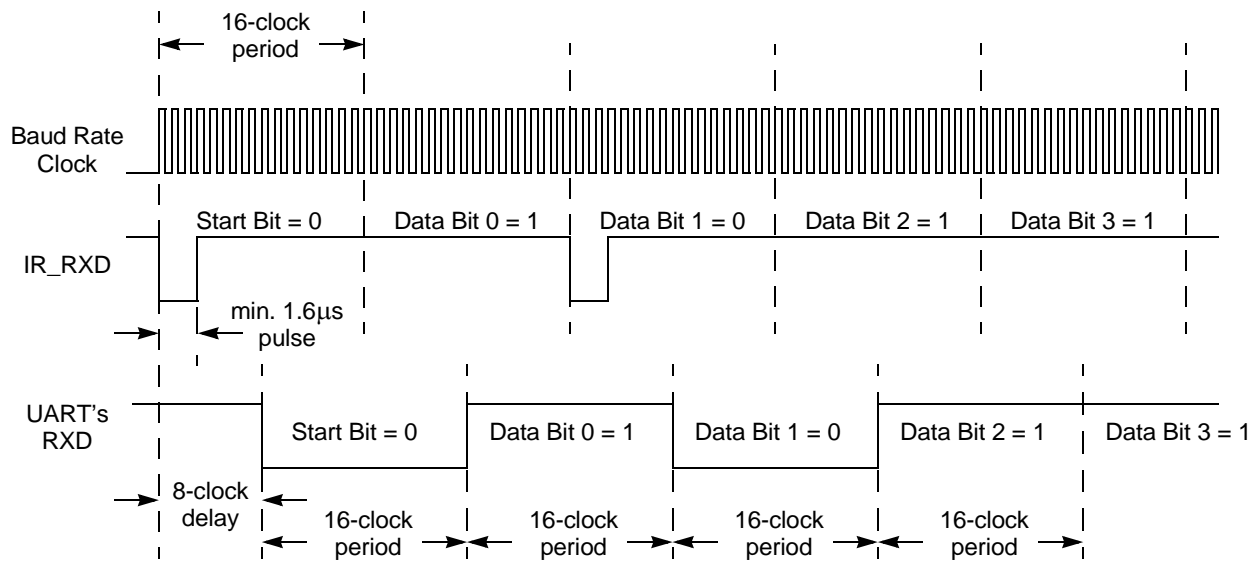 16-clock
period
Baud Rate
Clock
Start Bit = 0
Data Bit 0 = 1
Data Bit 1 = 0
Data Bit 2 = 1
Data Bit 3 = 1
IR_RXD
min. 1.6μs
pulse
UART's
RXD
Start Bit = 0
Data Bit 0 = 1
Data Bit 1 = 0
Data Bit 2 = 1
Data Bit 3 = 1
8-clock
delay
16-clock
period
16-clock
period
16-clock
period
16-clock
period